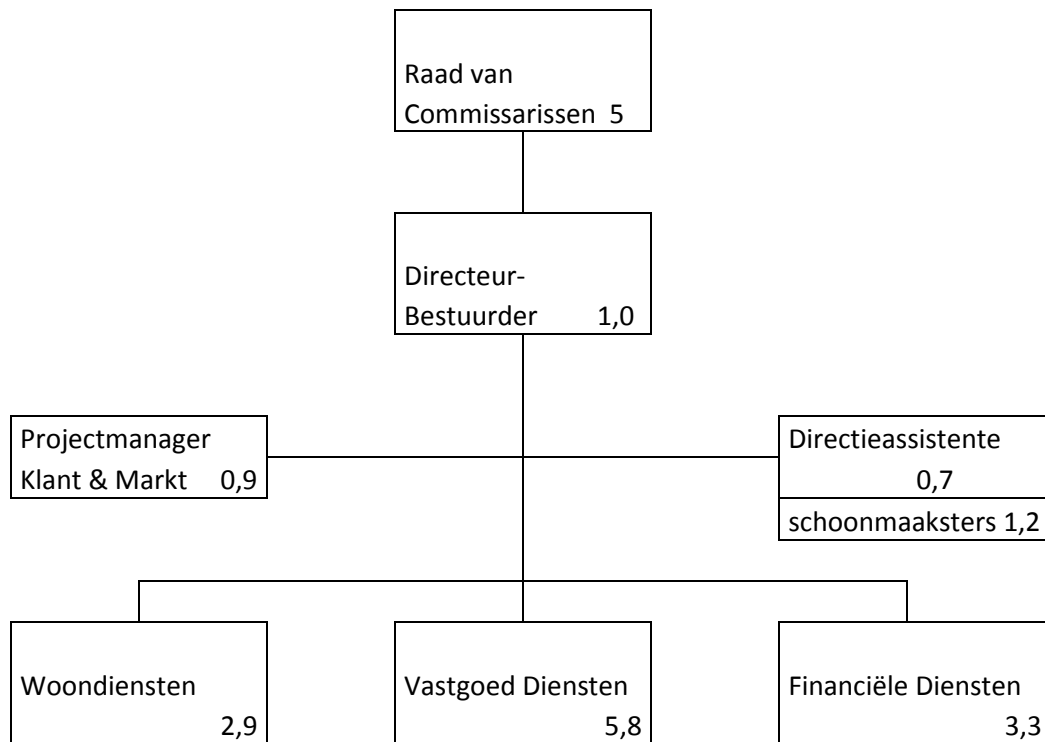 Raad van
Commissarissen 5
Directeur-
Bestuurder 1,0
Projectmanager
Klant & Markt 0,9
Directieassistente
0,7
schoonmaaksters 1,2
Woondiensten
2,9
Vastgoed Diensten
5,8
Financiële Diensten
3,3